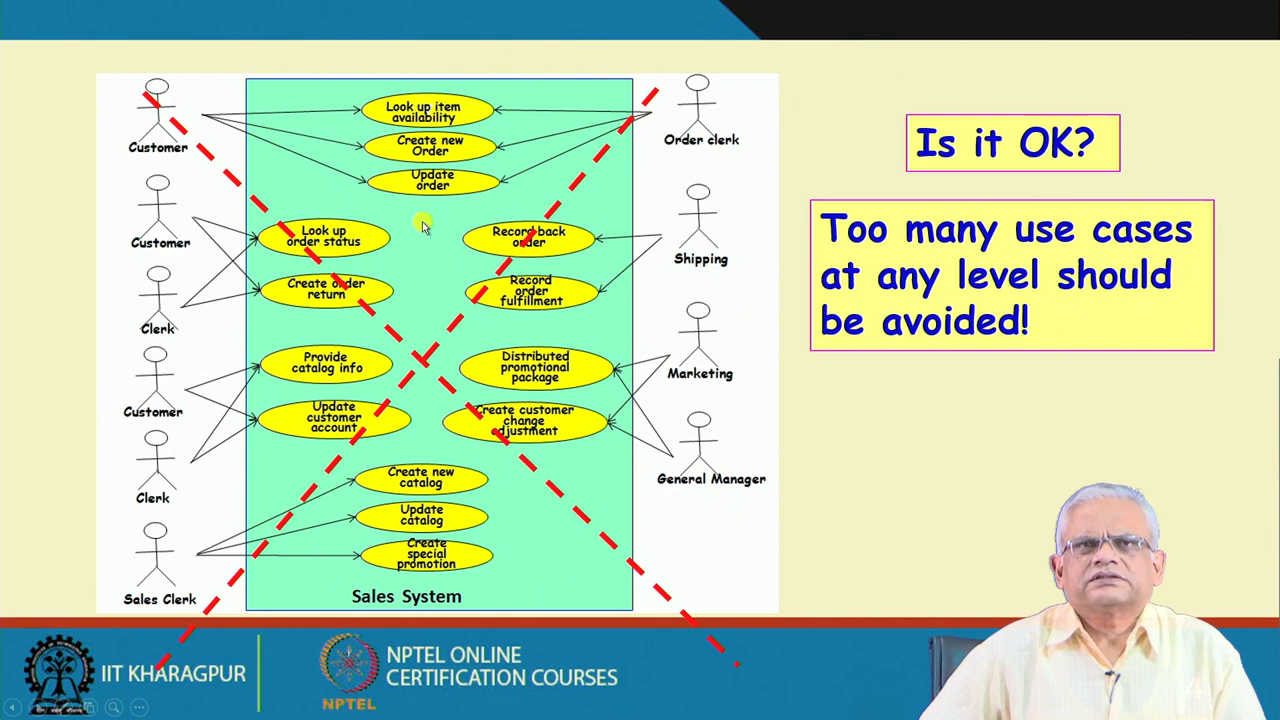 Look up item
availability
Create new
Order
Update
order
Customer
Order clerk
Customer
Look up
order status
Record back
order
Shipping
Create order
return
Record
order
fulfillment
Clerk
Provide
catalog info
Distributed
promotional
package
Marketing
Customer
Update
customer
account
Create customer
change
adjustment
Clerk
General Manager
Create new
catalog
Update
catalog
Create
special
promotion
Sales Clerk
Sales System
Is it OK?
Too many use cases
at any level should
be avoided!
IIT KHARAGPUR
NPTEL
NPTEL ONLINE
CERTIFICATION COURSES
4